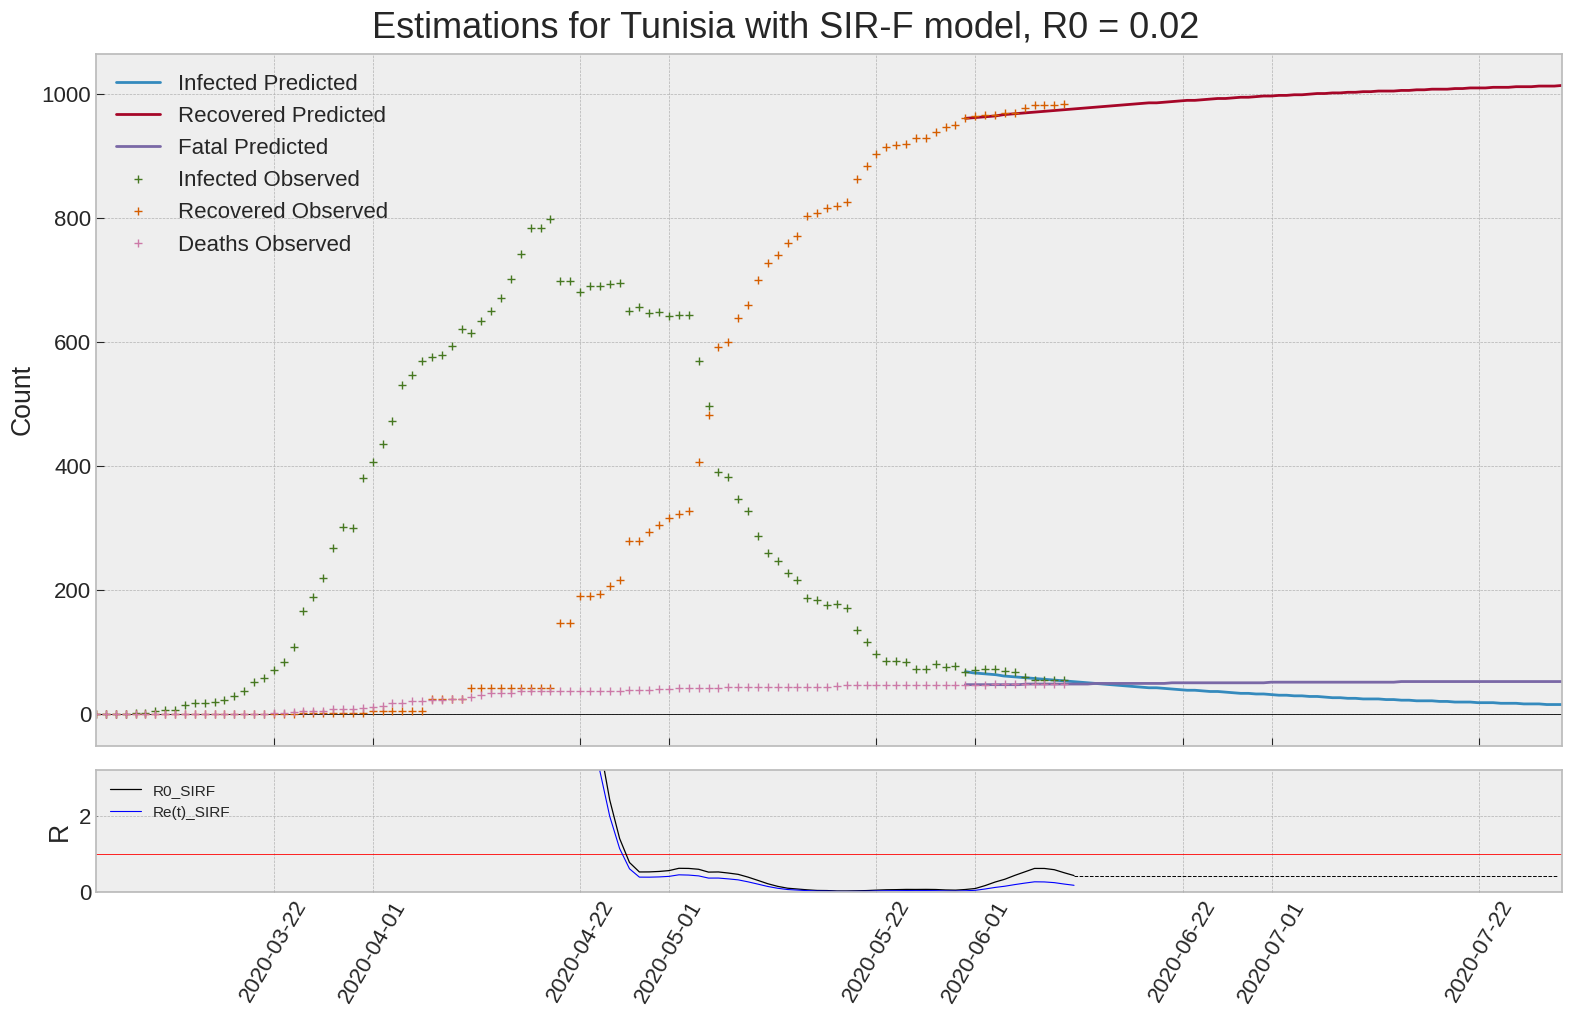 Estimations for Tunisia with SIR-F model, R0 = 0.02
Infected Predicted
Recovered Predicted
Fatal Predicted
Infected Observed
Recovered Observed
Deaths Observed
1000
800
600
400
200
0
Count
R0_SIRF
Re(t)_SIRF
2
0
R
2020-03-22
2020-04-01
2020-04-22
2020-05-01
2020-05-22
2020-06-01
2020-06-22
2020-07-01
2020-07-22